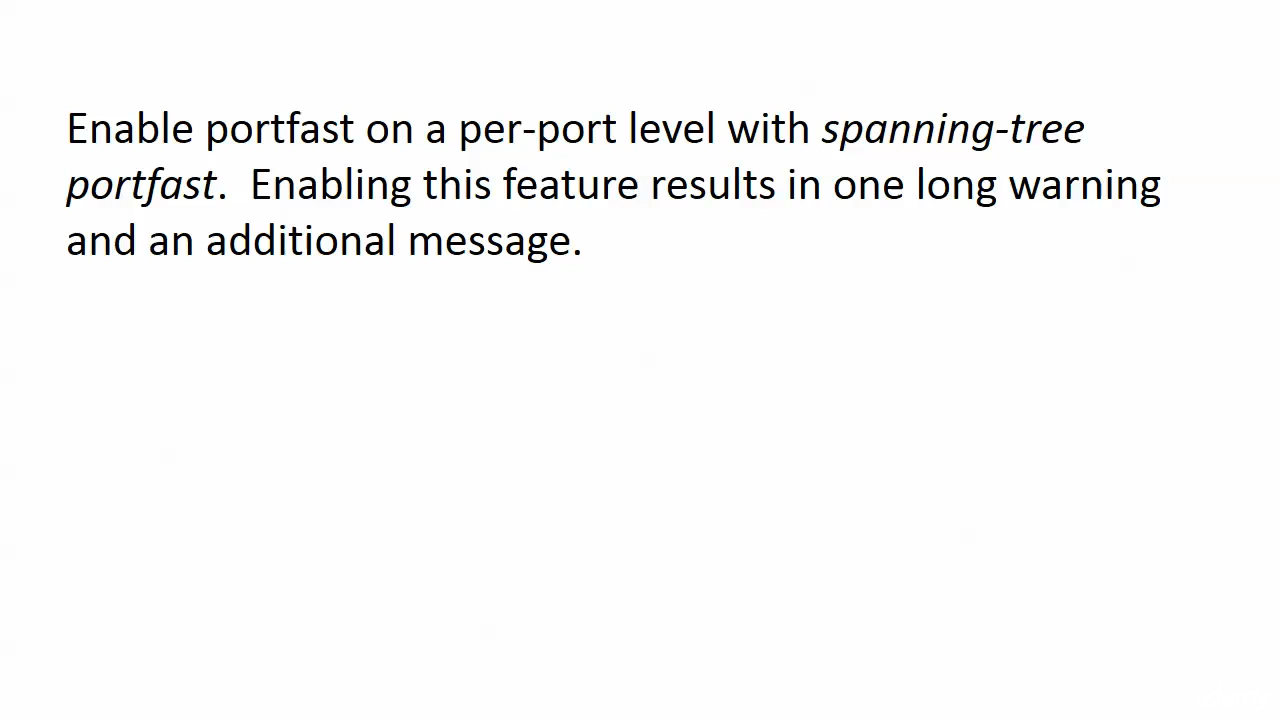 Enable portfast on a per-port level with spanning-tree
portfast.  Enabling this feature results in one long warning
and an additional message.